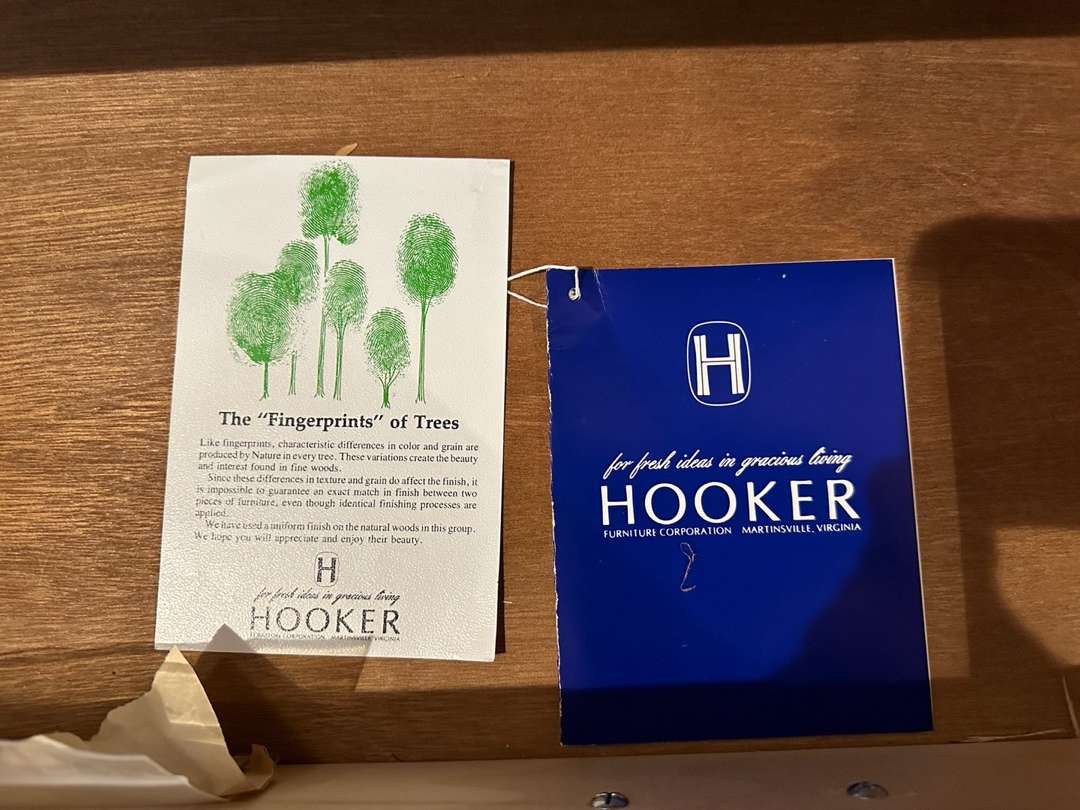 The "Fingerprints" of Trees
Like fingerprints, characteristic differences in color and grain are
produced by Nature in every tree. These variations create the beauty
and interest found in fine woods.
Since these differences in texture and grain do affect the finish, it
is impossible to guarantee an exact match in finish between two
pieces of furniture, even though identical finishing processes are
applied.
We have used a uniform finish on the natural woods in this group.
We hope you will appreciate and enjoy their beauty.
H
for fresh ideas in gracious living
HOOKER
FURNITURE CORPORATION MARTINSVILLE, VIRGINIA
H
for fresh ideas in gracious living
HOOKER
FURNITURE CORPORATION MARTINSVILLE, VIRGINIA